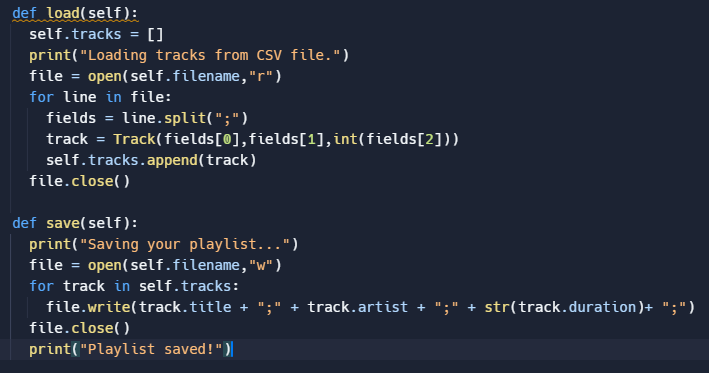 def load(self):
  self.tracks = []
  print("Loading tracks from CSV file.")
  file = open(self.filename,"r")
  for line in file:
    fields = line.split(";")
    track = Track(fields[0],fields[1],int(fields[2]))
    self.tracks.append(track)
  file.close()

def save(self):
  print("Saving your playlist...")
  file = open(self.filename,"w")
  for track in self.tracks:
    file.write(track.title + ";" + track.artist + ";" + str(track.duration)+ ";")
  file.close()
  print("Playlist saved!")